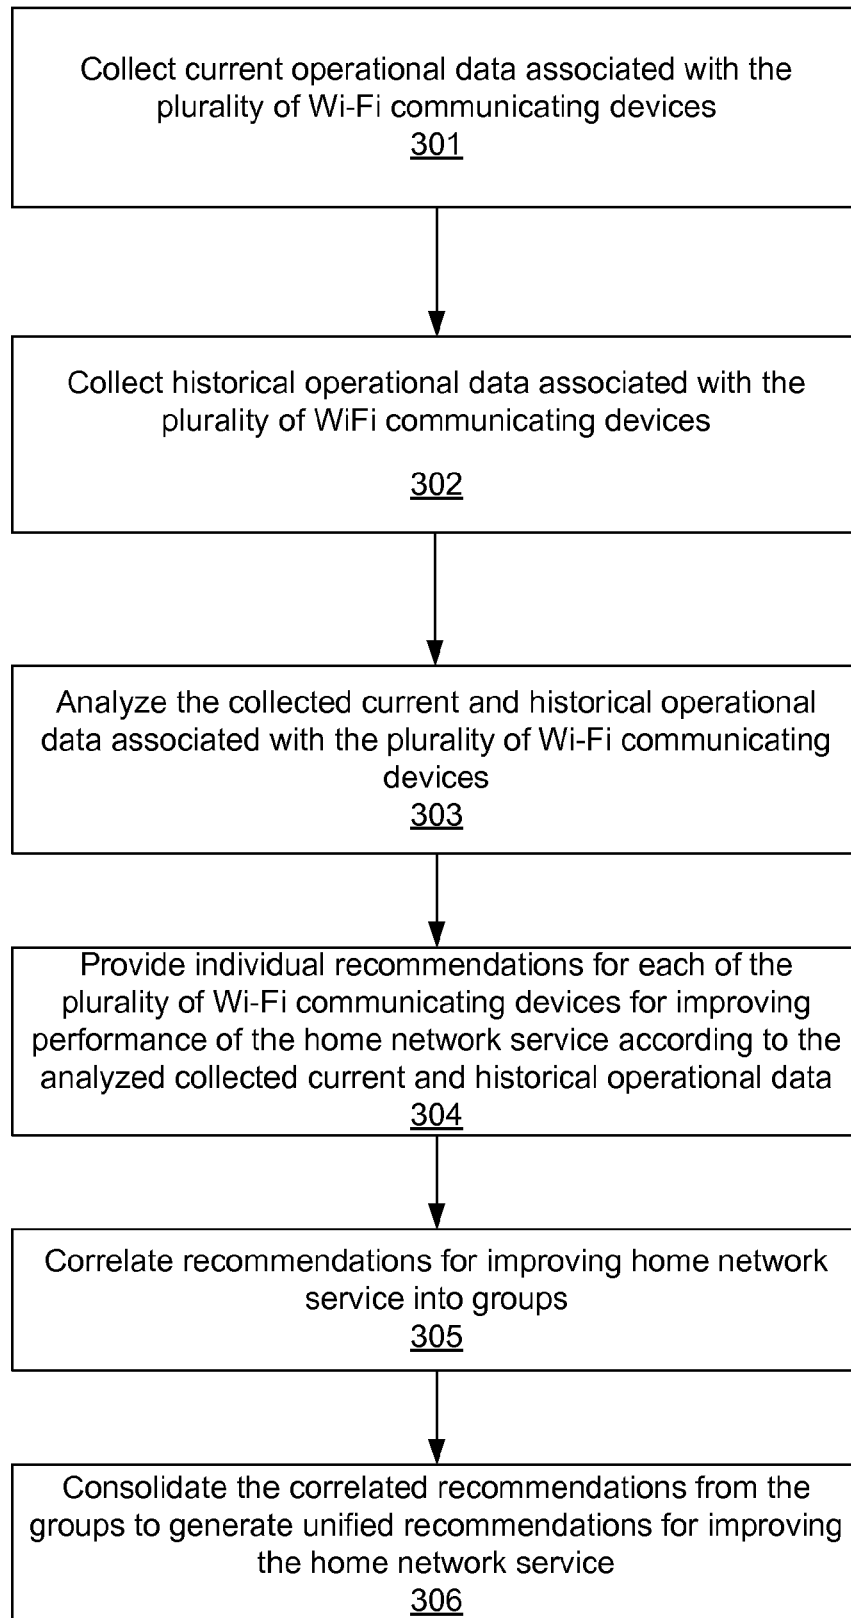 Collect current operational data associated with the
plurality of Wi-Fi communicating devices
301
Collect historical operational data associated with the
plurality of WiFi communicating devices
302
Analyze the collected current and historical operational
data associated with the plurality of Wi-Fi communicating
devices
303
Provide individual recommendations for each of the
plurality of Wi-Fi communicating devices for improving
performance of the home network service according to the
analyzed collected current and historical operational data
304
Correlate recommendations for improving home network
service into groups
305
Consolidate the correlated recommendations from the
groups to generate unified recommendations for improving
the home network service
306